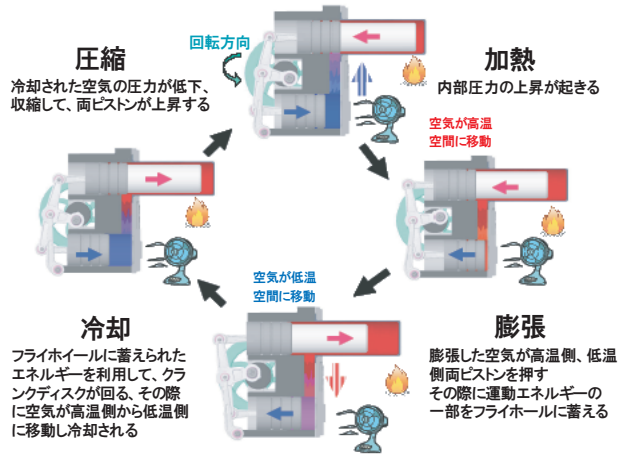 圧縮
冷却された空気の圧力が低下、
収縮して、両ピストンが上昇する
回転方向
加熱
内部圧力の上昇が起きる
空気が高温
空間に移動
空気が低温
空間に移動
冷却
フライホイールに蓄えられた
エネルギーを利用して、クラ
ンクディスクが回る、その際
に空気が高温側から低温側
に移動し冷却される
膨張
膨張した空気が高温側、低温
側両ピストンを押す
その際に運動エネルギーの
一部をフライホールに蓄える